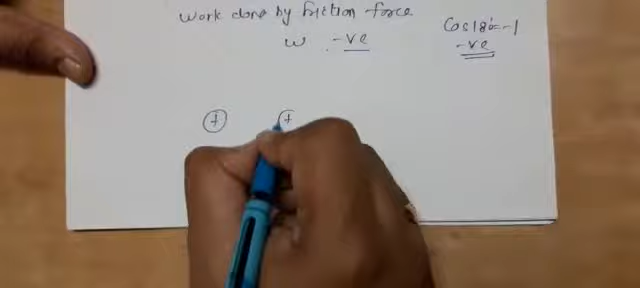 Work done by friction force
W -ve
Cos180=-1
-ve
+ +